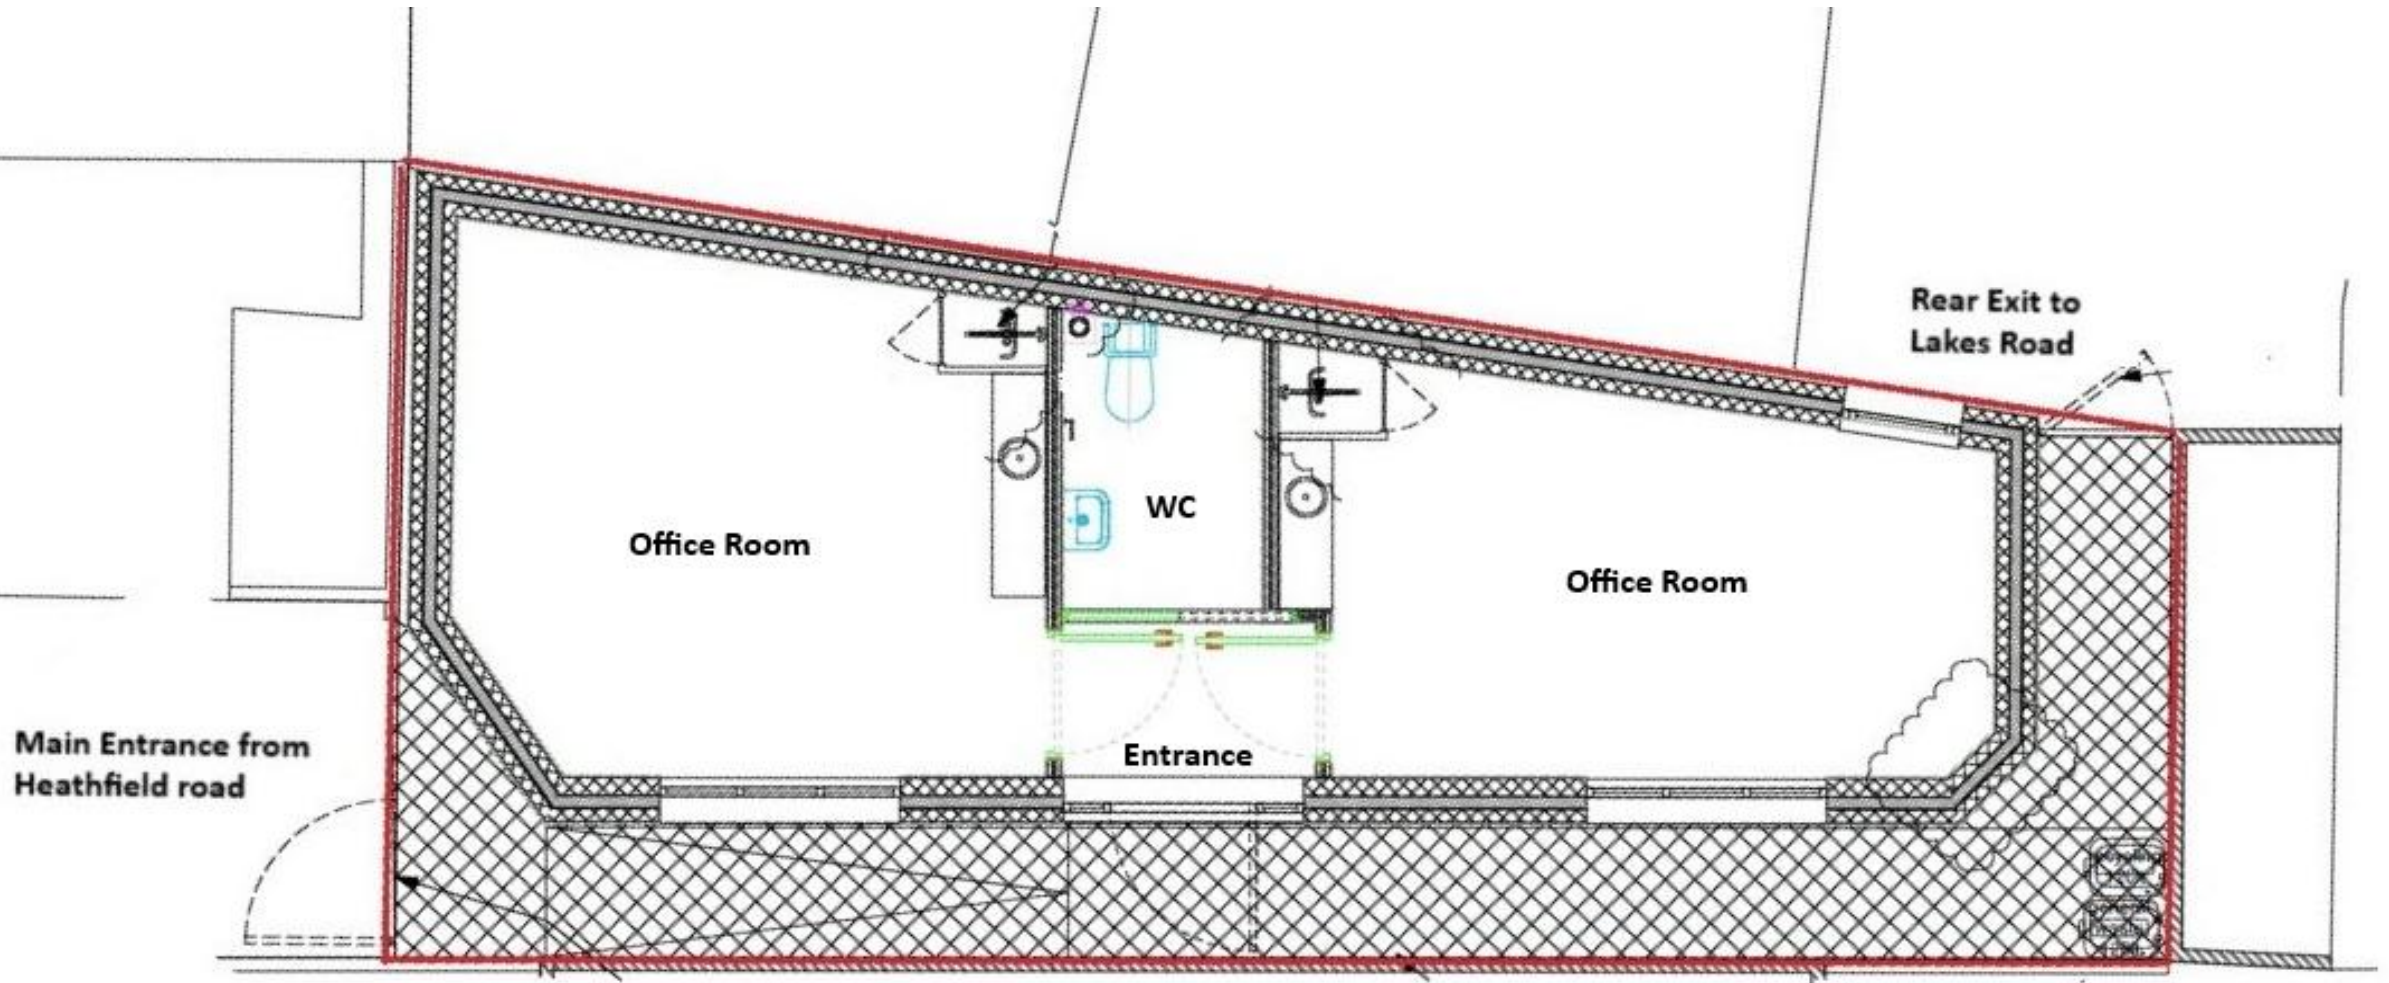 Rear Exit to
Lakes Road
WC
Office Room
Office Room
Main Entrance from
Heathfield road
Entrance